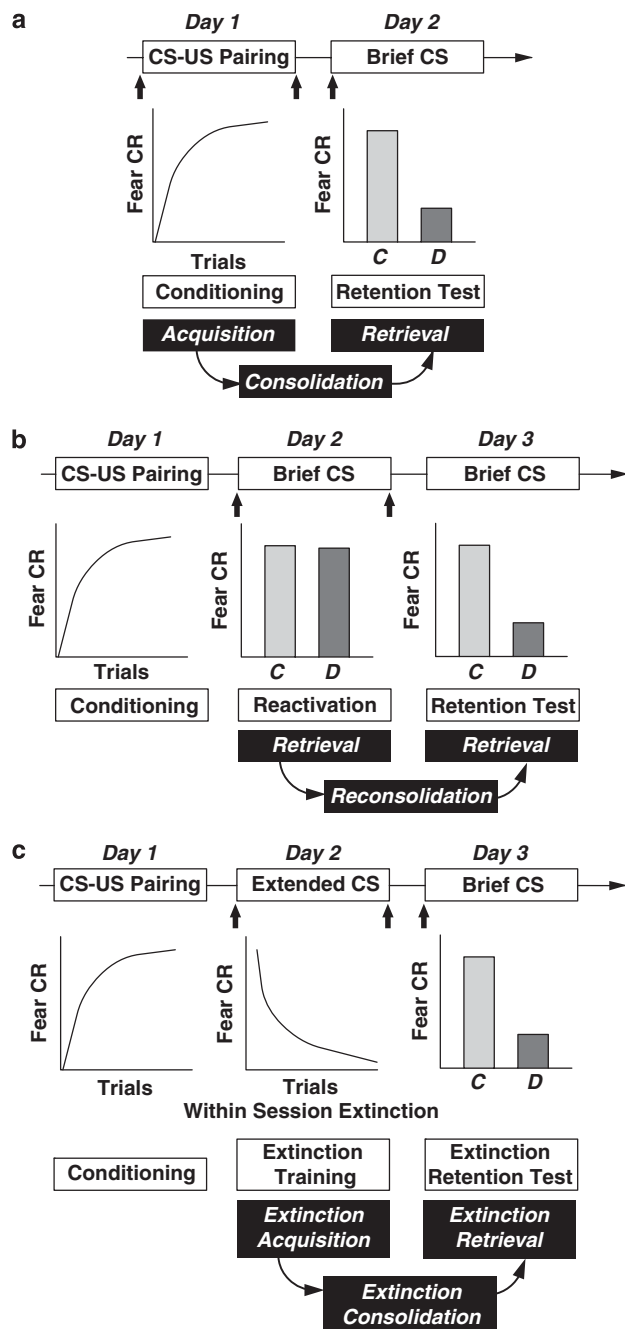 a
Day 1 Day 2
CS-US Pairing Brief CS
Fear CR Fear CR
Trials C D
Conditioning Retention Test
Acquisition Retrieval
Consolidation
b
Day 1 Day 2 Day 3
CS-US Pairing Brief CS Brief CS
Fear CR Fear CR Fear CR
Trials C D C D
Conditioning Reactivation Retention Test
Retrieval Retrieval
Reconsolidation
c
Day 1 Day 2 Day 3
CS-US Pairing Extended CS Brief CS
Fear CR Fear CR Fear CR
Trials Trials C D
Within Session Extinction
Conditioning Extinction Training Extinction Retention Test
Extinction Acquisition Extinction Retrieval
Extinction Consolidation